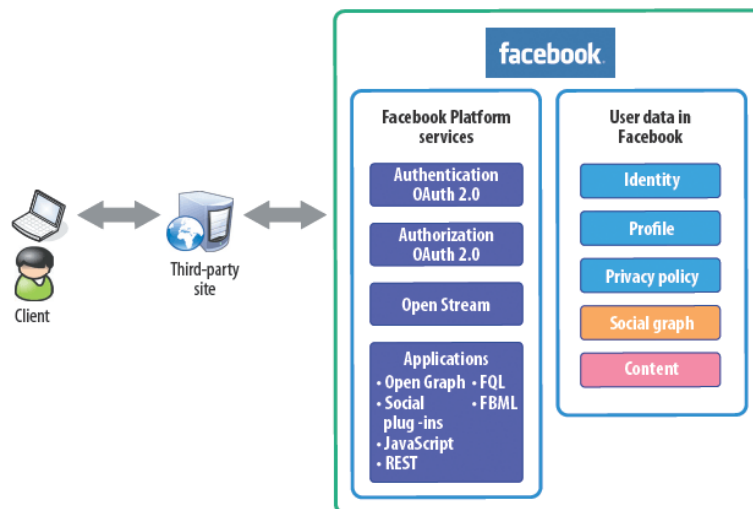 facebook.
Facebook Platform
services
Authentication
OAuth 2.0
Authorization
OAuth 2.0
Open Stream
Applications
• Open Graph • FQL
• Social • FBML
plug -ins
• JavaScript
• REST
User data in
Facebook
Identity
Profile
Privacy policy
Social graph
Content
Third-party
site
Client